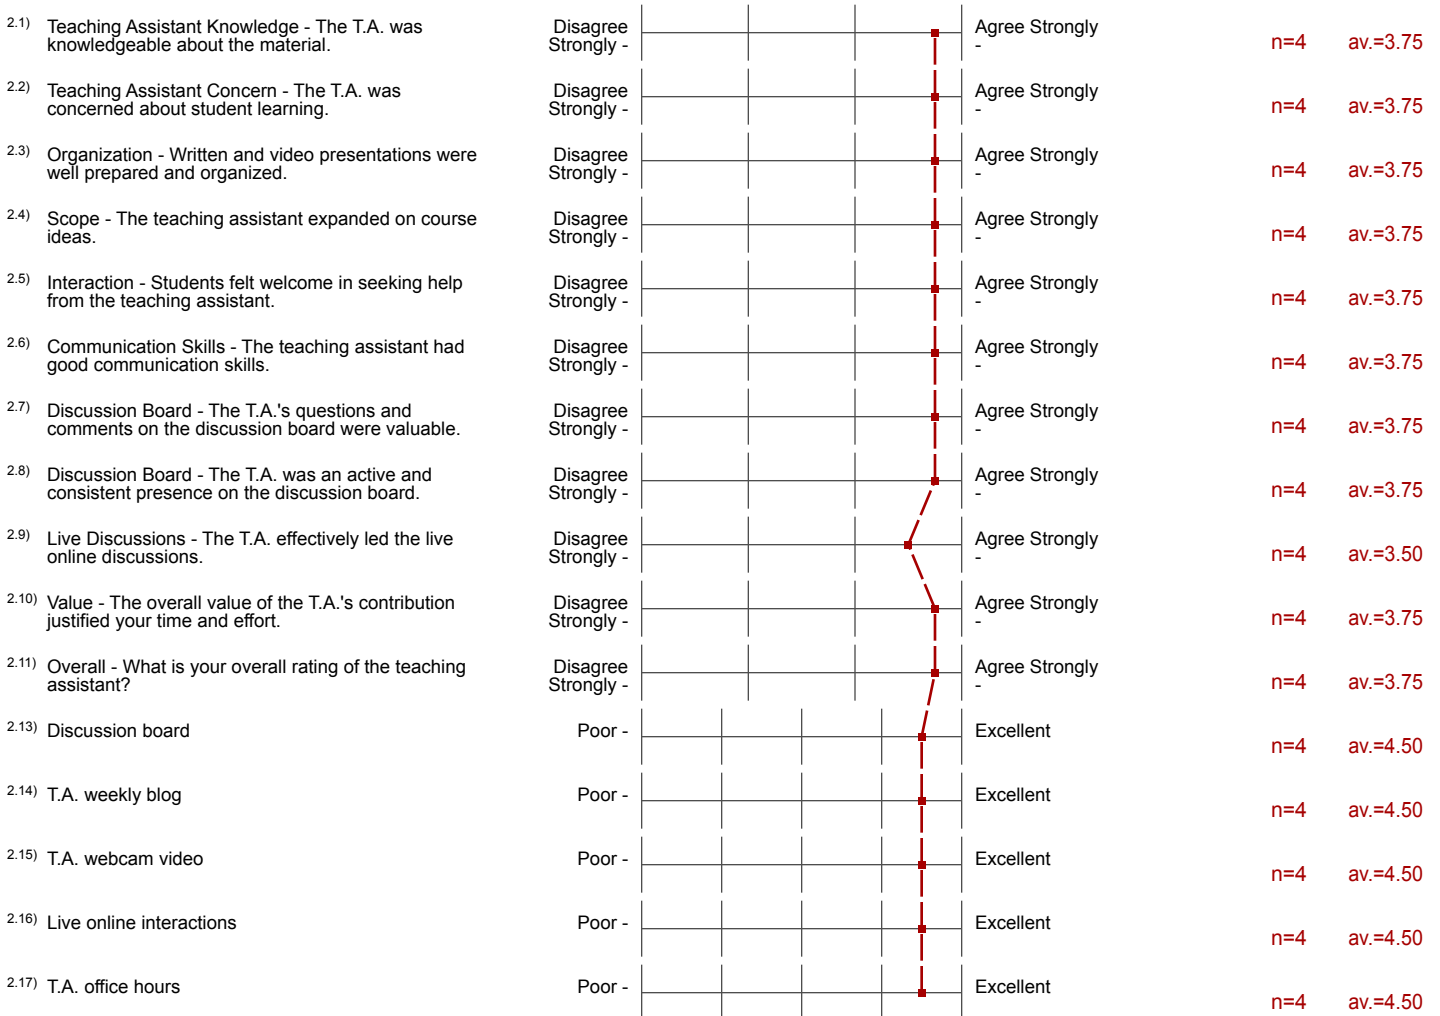 2.1) Teaching Assistant Knowledge - The T.A. was
knowledgeable about the material.
Disagree
Strongly -
Agree Strongly
-
n=4 av.=3.75
2.2) Teaching Assistant Concern - The T.A. was
concerned about student learning.
Disagree
Strongly -
Agree Strongly
-
n=4 av.=3.75
2.3) Organization - Written and video presentations were
well prepared and organized.
Disagree
Strongly -
Agree Strongly
-
n=4 av.=3.75
2.4) Scope - The teaching assistant expanded on course
ideas.
Disagree
Strongly -
Agree Strongly
-
n=4 av.=3.75
2.5) Interaction - Students felt welcome in seeking help
from the teaching assistant.
Disagree
Strongly -
Agree Strongly
-
n=4 av.=3.75
2.6) Communication Skills - The teaching assistant had
good communication skills.
Disagree
Strongly -
Agree Strongly
-
n=4 av.=3.75
2.7) Discussion Board - The T.A.'s questions and
comments on the discussion board were valuable.
Disagree
Strongly -
Agree Strongly
-
n=4 av.=3.75
2.8) Discussion Board - The T.A. was an active and
consistent presence on the discussion board.
Disagree
Strongly -
Agree Strongly
-
n=4 av.=3.75
2.9) Live Discussions - The T.A. effectively led the live
online discussions.
Disagree
Strongly -
Agree Strongly
-
n=4 av.=3.50
2.10) Value - The overall value of the T.A.'s contribution
justified your time and effort.
Disagree
Strongly -
Agree Strongly
-
n=4 av.=3.75
2.11) Overall - What is your overall rating of the teaching
assistant?
Disagree
Strongly -
Agree Strongly
-
n=4 av.=3.75
2.13) Discussion board
Poor -
Excellent
n=4 av.=4.50
2.14) T.A. weekly blog
Poor -
Excellent
n=4 av.=4.50
2.15) T.A. webcam video
Poor -
Excellent
n=4 av.=4.50
2.16) Live online interactions
Poor -
Excellent
n=4 av.=4.50
2.17) T.A. office hours
Poor -
Excellent
n=4 av.=4.50